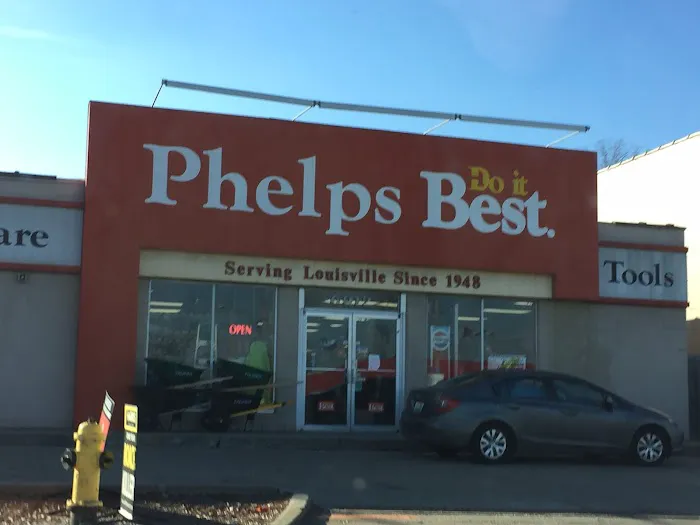 Phelps Do it Best.
Serving Louisville Since 1948
are
Tools
OPEN